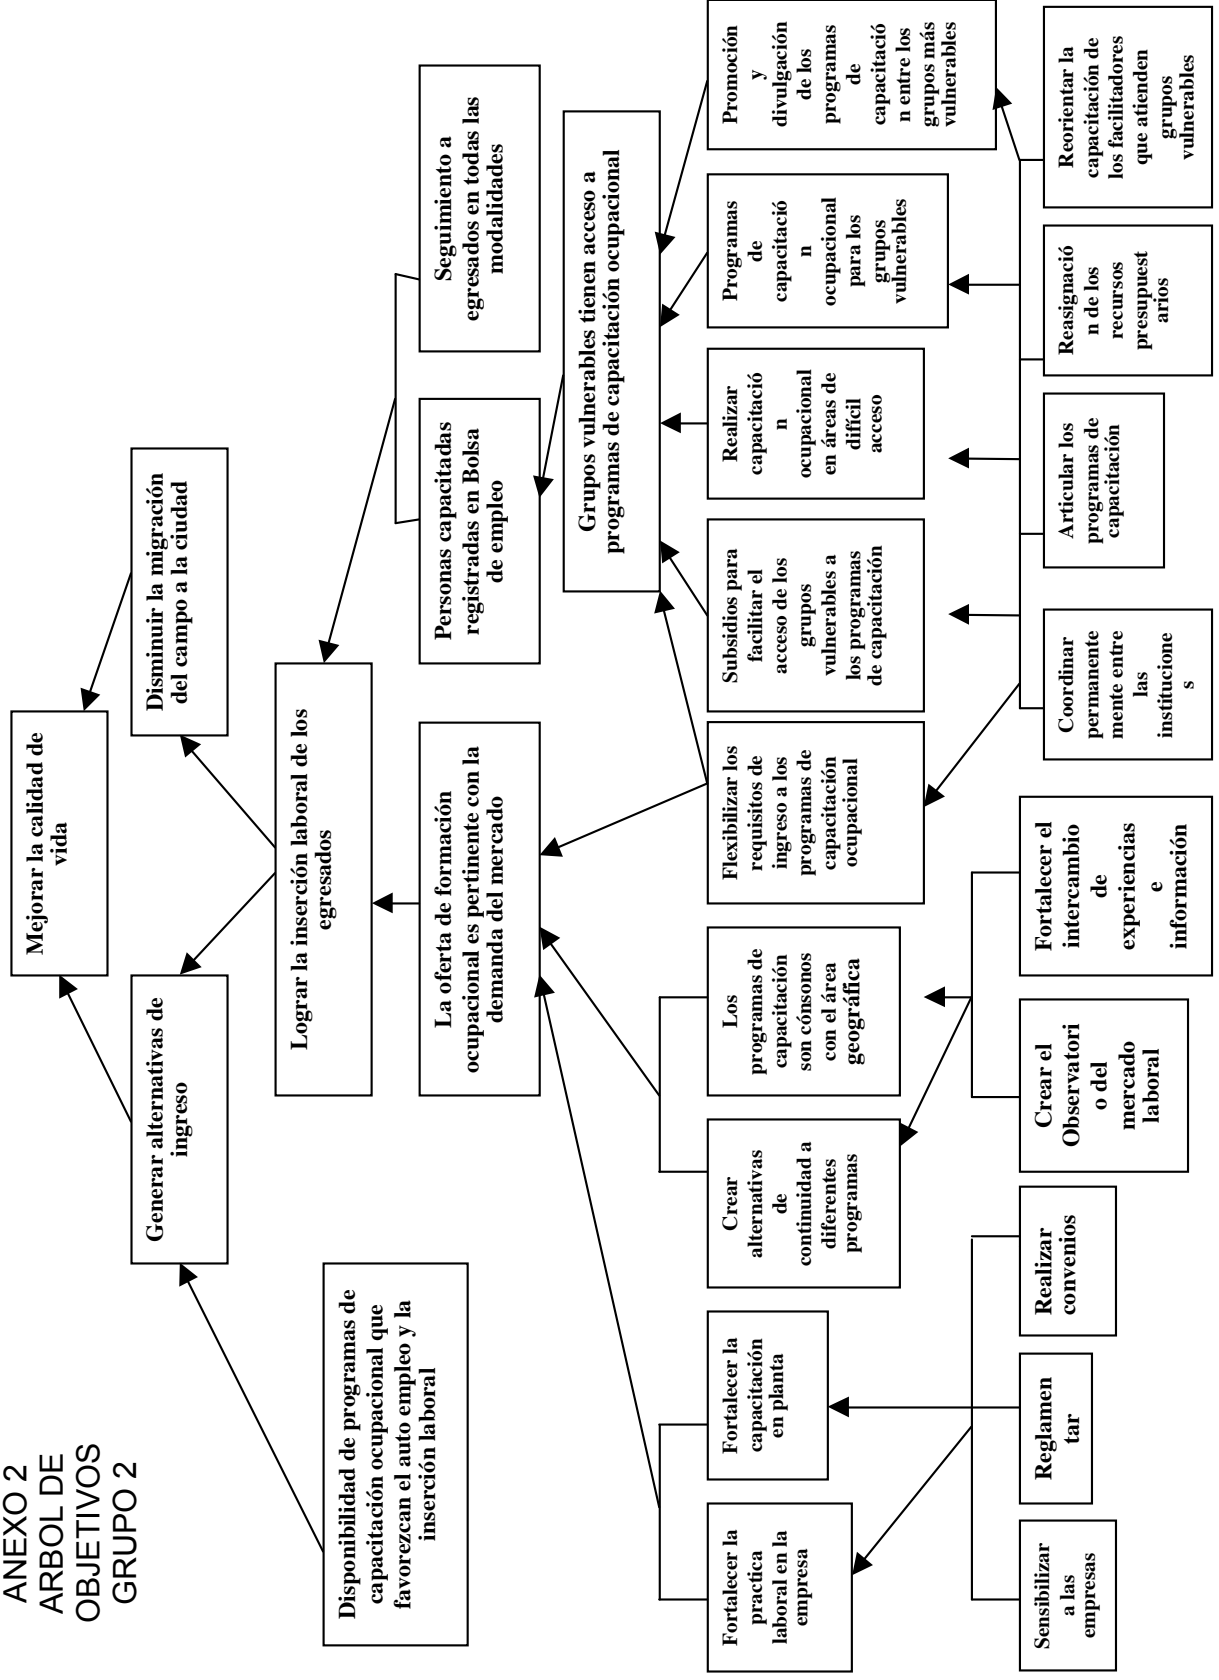 ANEXO 2
ARBOL DE
OBJETIVOS
GRUPO 2
Mejorar la calidad de
vida
Generar alternativas de
ingreso
Disminuir la migración
del campo a la ciudad
Lograr la inserción laboral de los
egresados
Disponibilidad de programas de
capacitación ocupacional que
favorezcan el auto empleo y la
inserción laboral
La oferta de formación
ocupacional es pertinente con la
demanda del mercado
Personas capacitadas
registradas en Bolsa
de empleo
Seguimiento a
egresados en todas las
modalidades
Grupos vulnerables tienen acceso a
programas de capacitación ocupacional
Fortalecer la
practica
laboral en la
empresa
Fortalecer la
capacitación
en planta
Crear
alternativas
de
continuidad a
diferentes
programas
Los
programas de
capacitación
son cónsonos
con el área
geográfica
Flexibilizar los
requisitos de
ingreso a los
programas de
capacitación
ocupacional
Subsidios para
facilitar el
acceso de los
grupos
vulnerables a
los programas
de capacitación
Realizar
capacitació
n
ocupacional
en áreas de
difícil
acceso
Programas
de
capacitació
n
ocupacional
para los
grupos
vulnerables
Promoción
y
divulgación
de los
programas
de
capacitació
n entre los
grupos más
vulnerables
Sensibilizar
a las
empresas
Reglamen
tar
Realizar
convenios
Crear el
Observatori
o del
mercado
laboral
Fortalecer el
intercambio
de
experiencias
e
información
Coordinar
permanente
mente entre
las
institucione
s
Articular los
programas de
capacitación
Reasignació
n de los
recursos
presupuest
arios
Reorientar la
capacitación de
los facilitadores
que atienden
grupos
vulnerables